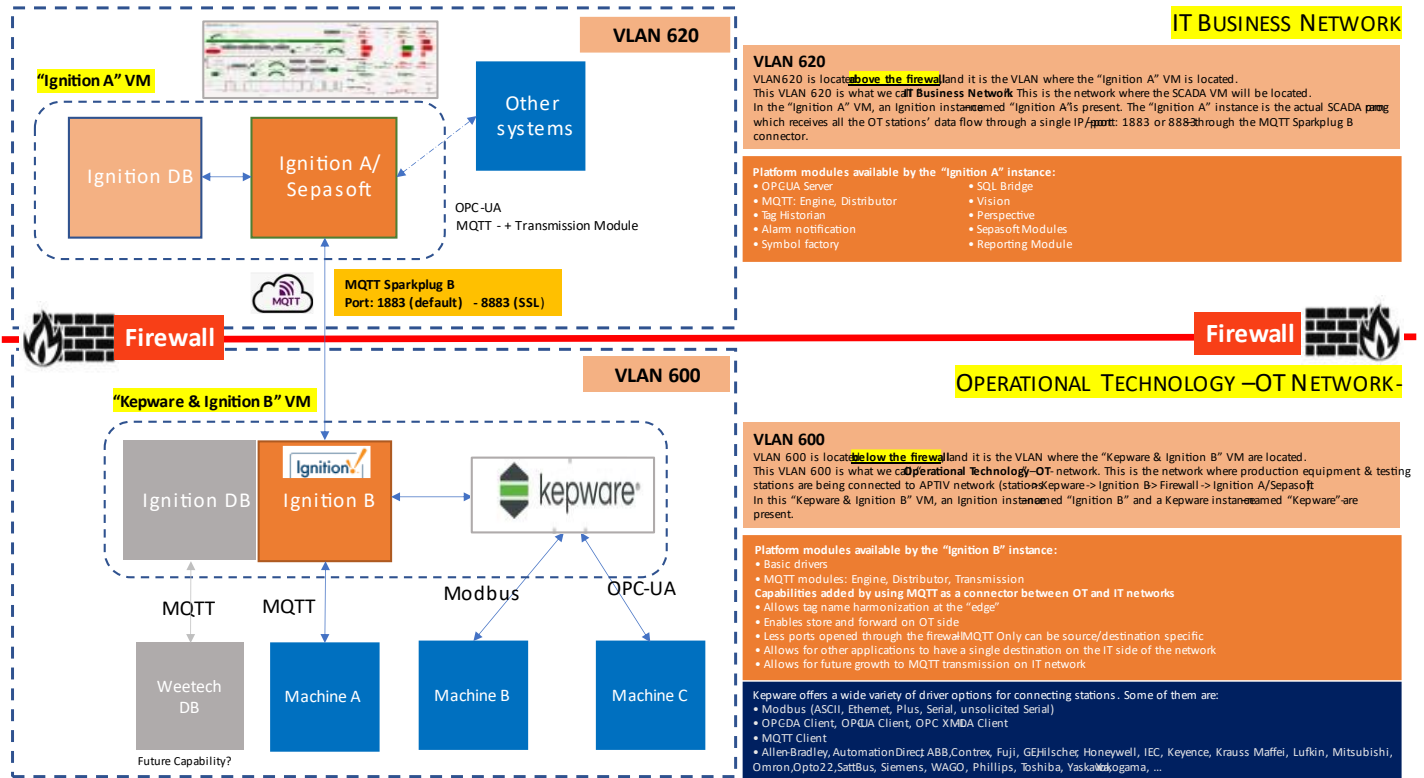 VLAN 620
IT BUSINESS NETWORK
"Ignition A" VM
Other
systems
Ignition DB
Ignition A/
Sepasoft
OPC-UA
MQTT - + Transmission Module
MQTT
MQTT Sparkplug B
Port: 1883 (default) - 8883 (SSL)
VLAN 620
VLAN620 is located above the firewall and it is the VLAN where the "Ignition A" VM is located.
This VLAN 620 is what we call IT Business Network. This is the network where the SCADA VM will be located.
In the "Ignition A" VM, an Ignition instance named "Ignition A" is present. The "Ignition A" instance is the actual SCADA
which receives all the OT stations' data flow through a single IP/port: 1883 or 8883 through the MQTT Sparkplug B
connector.
Platform modules available by the "Ignition A" instance:
• OPC-UA Server
• MQTT: Engine, Distributor
• Tag Historian
• Alarm notification
• Symbol factory
• SQL Bridge
• Vision
• Perspective
• Sepasoft Modules
• Reporting Module
Firewall
Firewall
VLAN 600
OPERATIONAL TECHNOLOGY –OT NETWORK-
"Kepware & Ignition B" VM
Ignition DB
Ignition!
Ignition B
kepware®
MQTT
MQTT
Modbus
OPC-UA
Weetech
DB
Machine A
Machine B
Machine C
Future Capability?
VLAN 600
VLAN 600 is located below the firewall and it is the VLAN where the "Kepware & Ignition B" VM are located.
This VLAN 600 is what we call "Operational Technology –OT- network. This is the network where production equipment & testing
stations are being connected to APTIV network (stations-> Kepware-> Ignition B-> Firewall -> Ignition A/Sepasoft
In this "Kepware & Ignition B" VM, an Ignition instance named "Ignition B" and a Kepware instance named "Kepware"-are
present.
Platform modules available by the "Ignition B" instance:
• Basic drivers
• MQTT modules: Engine, Distributor, Transmission
Capabilities added by using MQTT as a connector between OT and IT networks
• Allows tag name harmonization at the "edge"
• Enables store and forward on OT side
• Less ports opened through the firewall-MQTT Only can be source/destination specific
• Allows for other applications to have a single destination on the IT side of the network
• Allows for future growth to MQTT transmission on IT network
Kepware offers a wide variety of driver options for connecting stations. Some of them are:
• Modbus (ASCII, Ethernet, Plus, Serial, unsolicited Serial)
• OPC-DA Client, OPC-UA Client, OPC XML-DA Client
• MQTT Client
• Allen-Bradley, AutomationDirect, ABB, Contrex, Fuji, GE, Hilscher, Honeywell, IEC, Keyence, Krauss Maffei, Lufkin, Mitsubishi,
Omron, Opto22, SattBus, Siemens, WAGO, Phillips, Toshiba, Yaskawa, Yokogama, ...